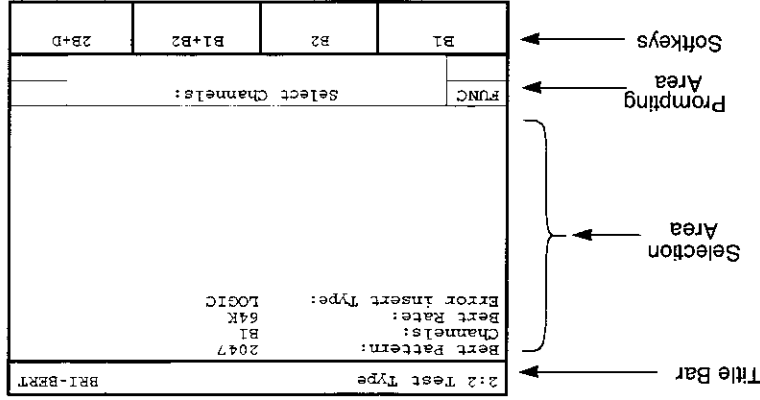 Title Bar
2:2 Test Type BRI-BERT
Bert Pattern: 2047
Channels: B1
Bert Rate: 64K
Error insert Type: LOGIC
Selection
Area
Prompting
Area
FUNC Select Channels:
Softkeys
B1 B2 B1+B2 2B+D